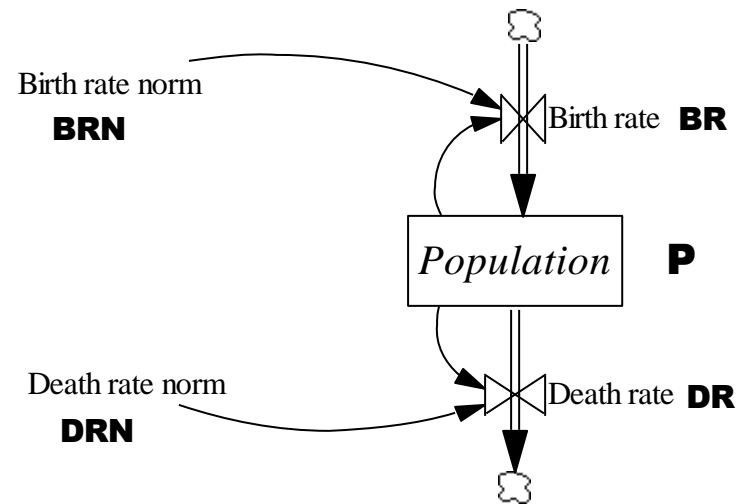 Birth rate norm
BRN
Birth rate BR
Population P
Death rate norm
DRN
Death rate DR